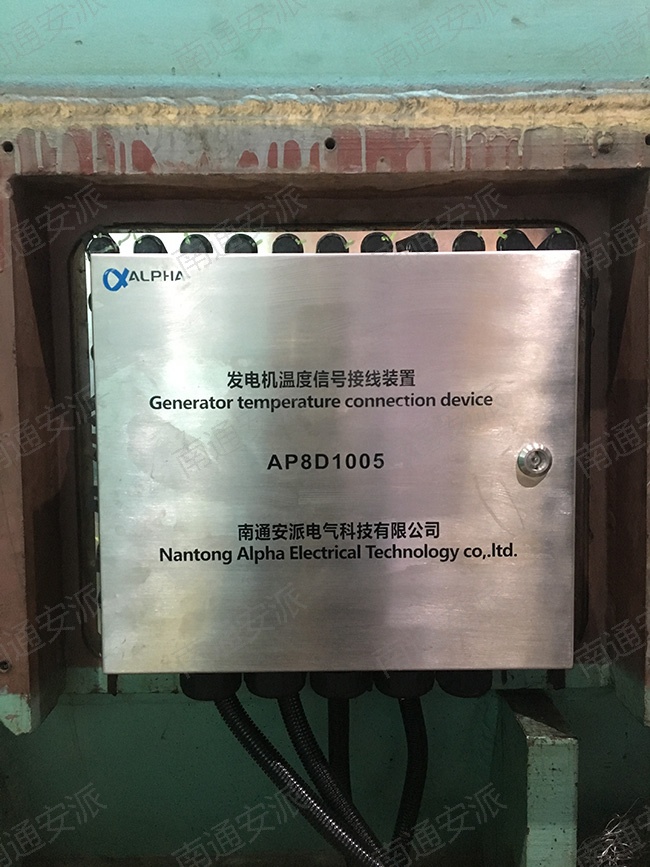 南通安派
ALPHA
发电机温度信号接线装置
Generator temperature connection device
AP8D1005
南通安派电气科技有限公司
Nantong Alpha Electrical Technology co,.ltd.